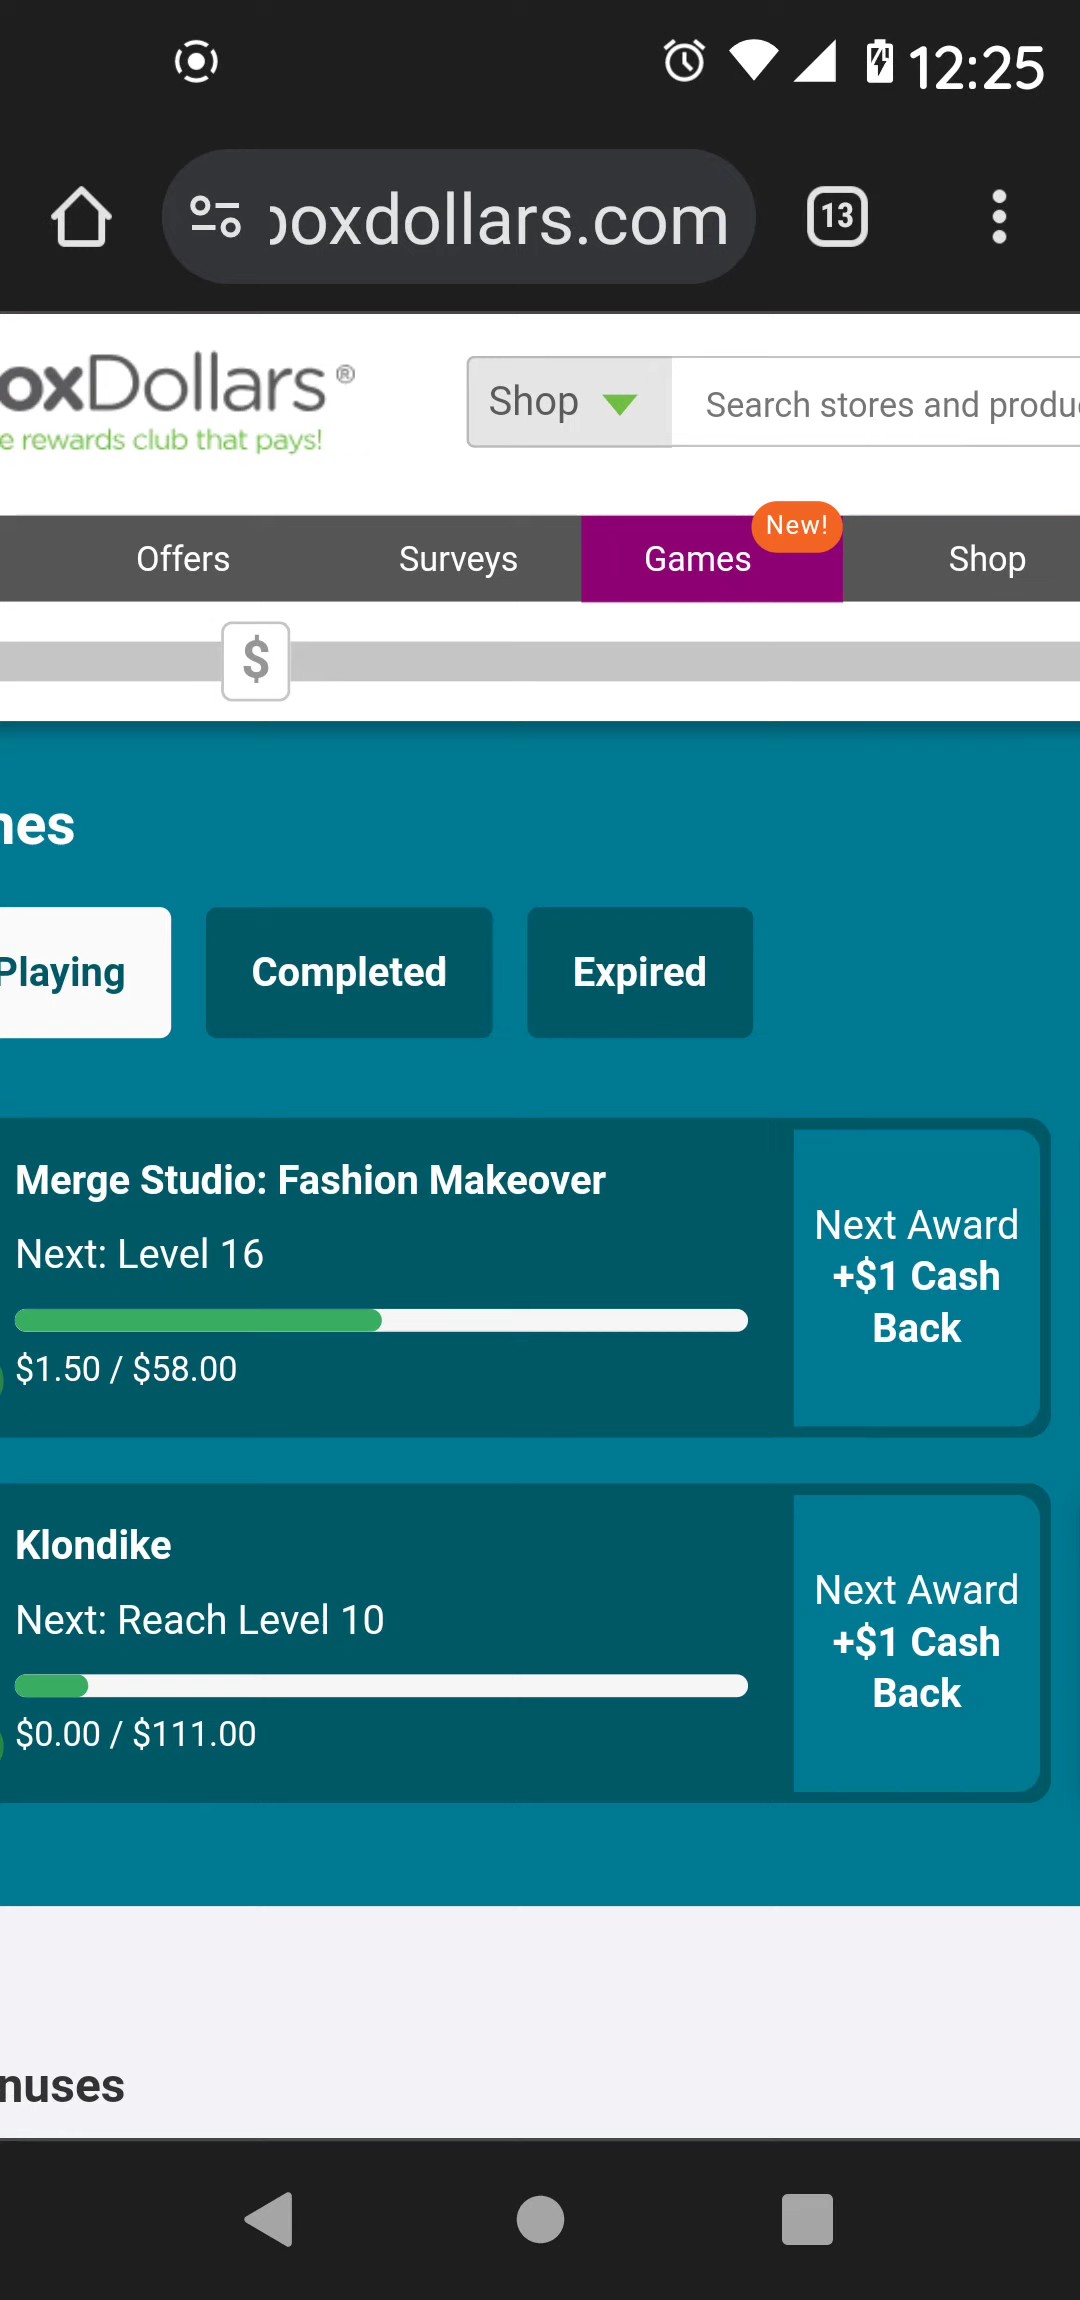 12:25
boxdollars.com
13
oxDollars®
e rewards club that pays!
Shop
Search stores and produ
New!
Offers
Surveys
Games
Shop
$
nes
Playing
Completed
Expired
Merge Studio: Fashion Makeover
Next: Level 16
$1.50 / $58.00
Next Award
+$1 Cash
Back
Klondike
Next: Reach Level 10
$0.00 / $111.00
Next Award
+$1 Cash
Back
nuses